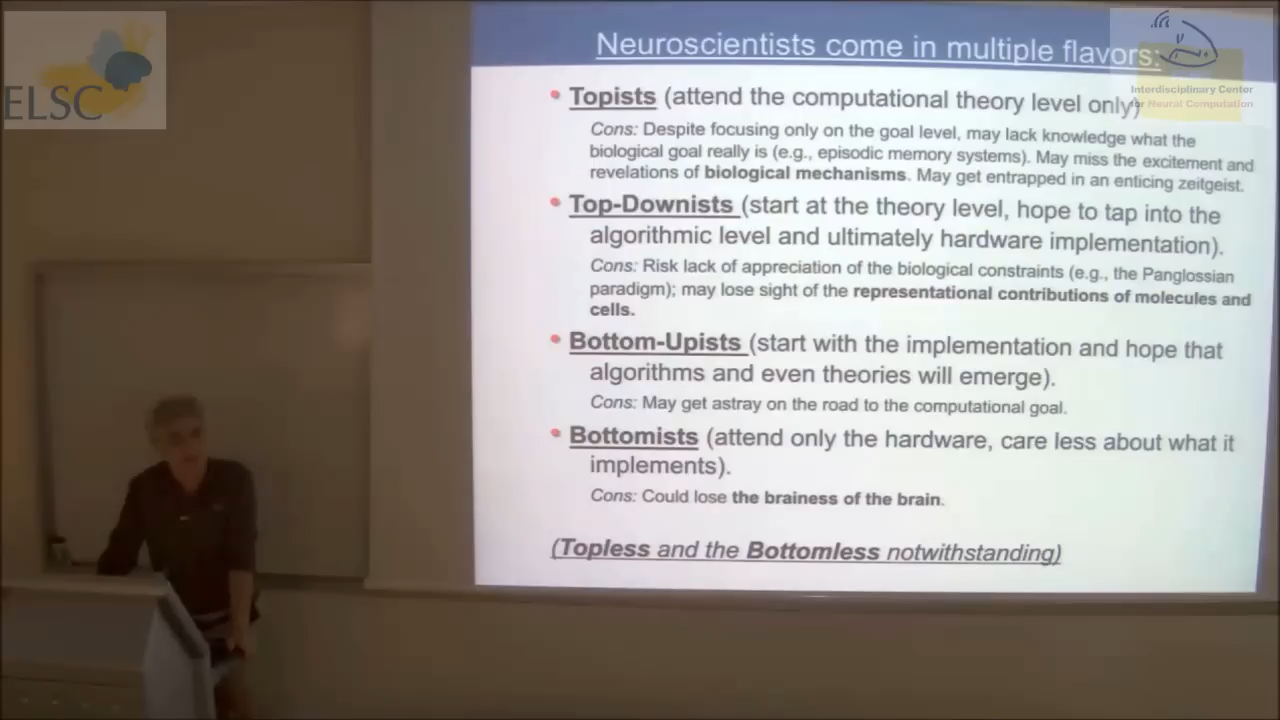 ELSC
Neuroscientists come in multiple flavors:
Interdisciplinary Center
for Neural Computation
• Topists (attend the computational theory level only)
Cons: Despite focusing only on the goal level, may lack knowledge what the
biological goal really is (e.g., episodic memory systems). May miss the excitement and
revelations of biological mechanisms. May get entrapped in an enticing zeitgeist.
• Top-Downists (start at the theory level, hope to tap into the
algorithmic level and ultimately hardware implementation).
Cons: Risk lack of appreciation of the biological constraints (e.g., the Panglossian
paradigm); may lose sight of the representational contributions of molecules and
cells.
• Bottom-Upists (start with the implementation and hope that
algorithms and even theories will emerge).
Cons: May get astray on the road to the computational goal.
• Bottomists (attend only the hardware, care less about what it
implements).
Cons: Could lose the brainess of the brain.
(Topless and the Bottomless notwithstanding)